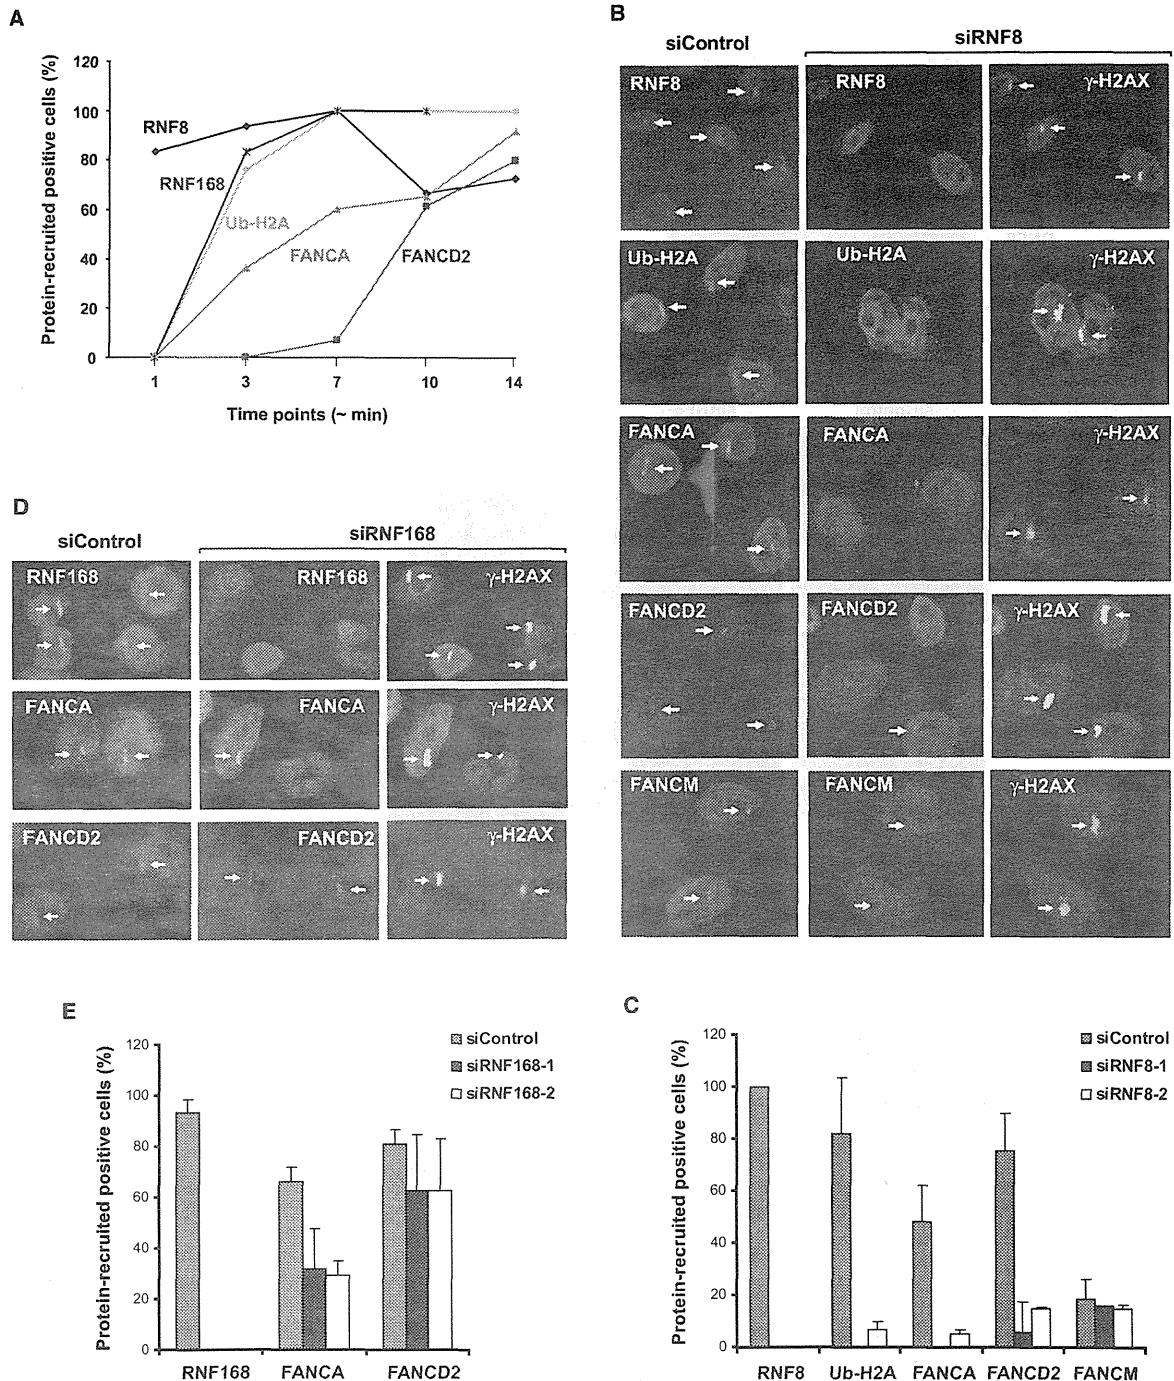 A
Protein-recruited positive cells (%)
120
100
80
60
40
20
0
RNF8
RNF168
Ub-H2A
FANCA
FANCD2
1 3 7 10 14
Time points (~ min)
B
siControl siRNF8
RNF8 RNF8 γ-H2AX
Ub-H2A Ub-H2A γ-H2AX
FANCA FANCA γ-H2AX
FANCD2 FANCD2 γ-H2AX
FANCM FANCM γ-H2AX
D
siControl siRNF168
RNF168 RNF168 γ-H2AX
FANCA FANCA γ-H2AX
FANCD2 FANCD2 γ-H2AX
E
Protein-recruited positive cells (%)
120
100
80
60
40
20
0
siControl
siRNF168-1
siRNF168-2
RNF168 FANCA FANCD2
C
Protein-recruited positive cells (%)
120
100
80
60
40
20
0
siControl
siRNF8-1
siRNF8-2
RNF8 Ub-H2A FANCA FANCD2 FANCM